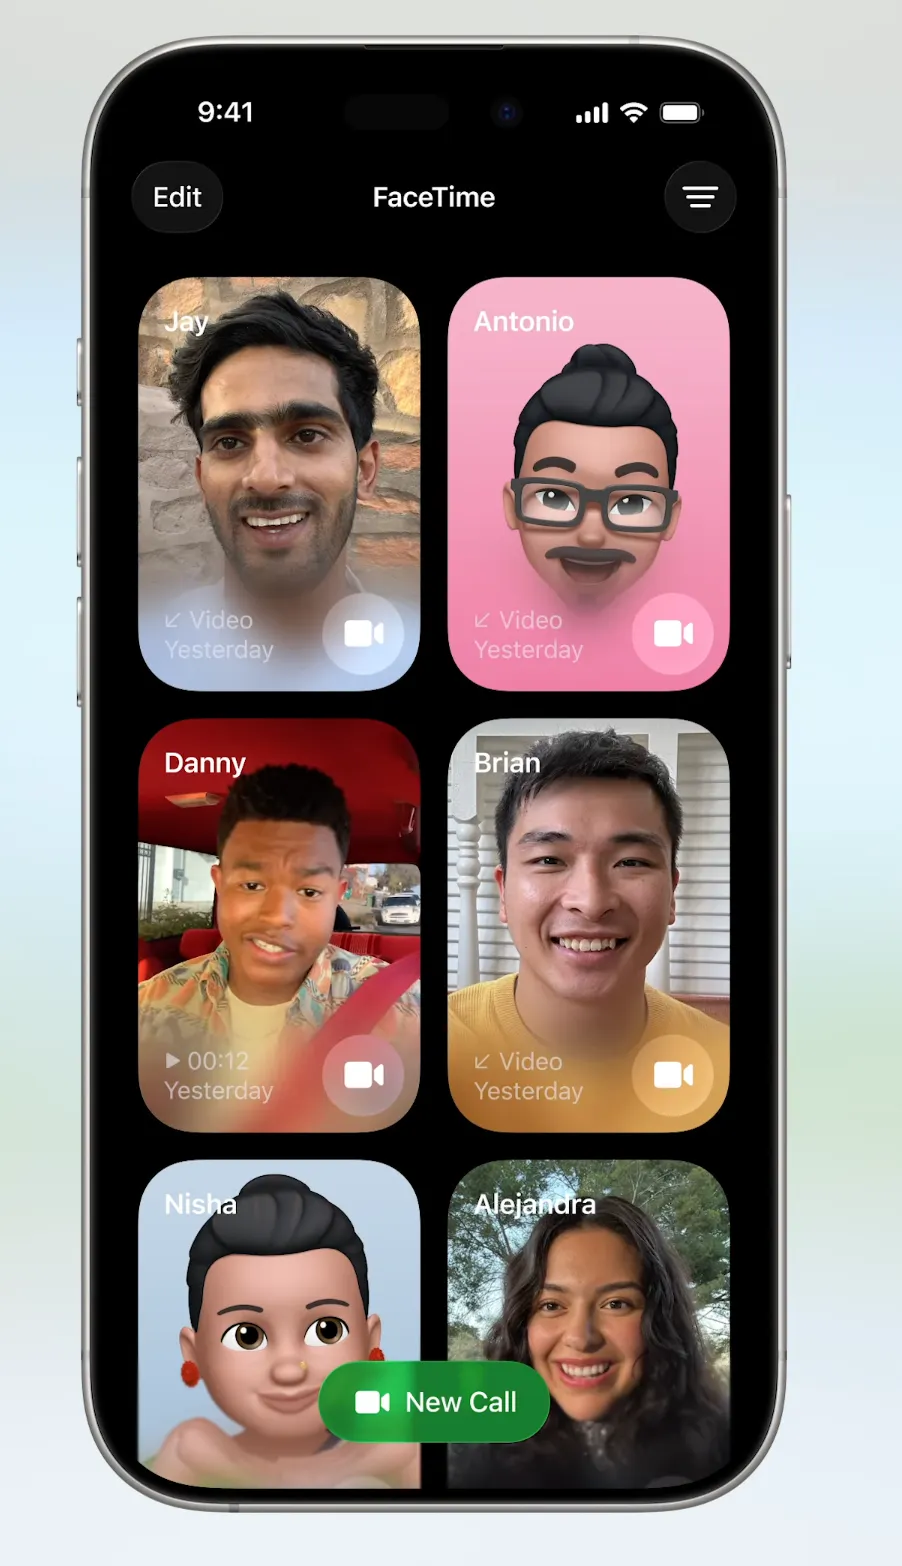 9:41
Edit
FaceTime
Jay
Antonio
↙ Video
Yesterday
↙ Video
Yesterday
Danny
Brian
▶ 00:12
Yesterday
↙ Video
Yesterday
Nisha
Alejandra
New Call